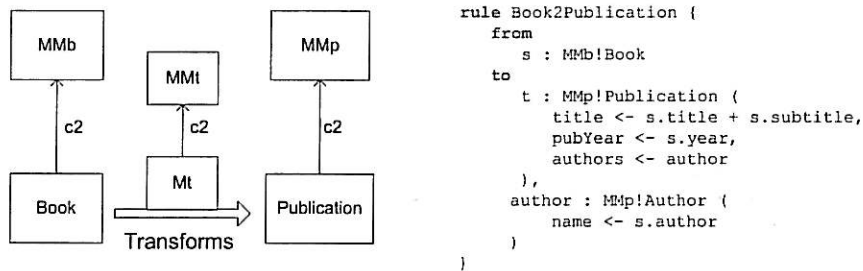 MMb
MMt
MMp
c2
c2
c2
Book
Mt
Publication
Transforms
rule Book2Publication {
from
s : MMb!Book
to
t : MMp!Publication (
title <- s.title + s.subtitle,
pubYear <- s.year,
authors <- author
),
author : MMp!Author (
name <- s.author
)
}